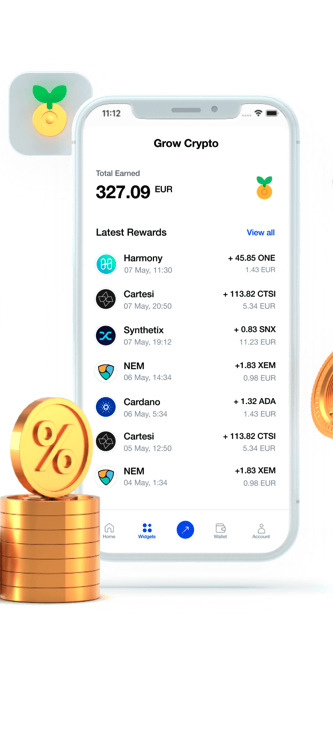 11:12
Grow Crypto
Total Earned
327.09 EUR
Latest Rewards View all
Harmony + 45.85 ONE
07 May, 11:30 1.43 EUR
Cartesi + 113.82 CTSI
07 May, 20:50 5.34 EUR
Synthetix + 0.83 SNX
07 May, 19:12 11.23 EUR
NEM +1.83 XEM
06 May, 14:34 0.98 EUR
Cardano + 1.32 ADA
06 May, 5:34 1.43 EUR
Cartesi + 113.82 CTSI
05 May, 12:50 5.34 EUR
NEM +1.83 XEM
04 May, 1:34 0.98 EUR
%
Home Widgets Wallet Account